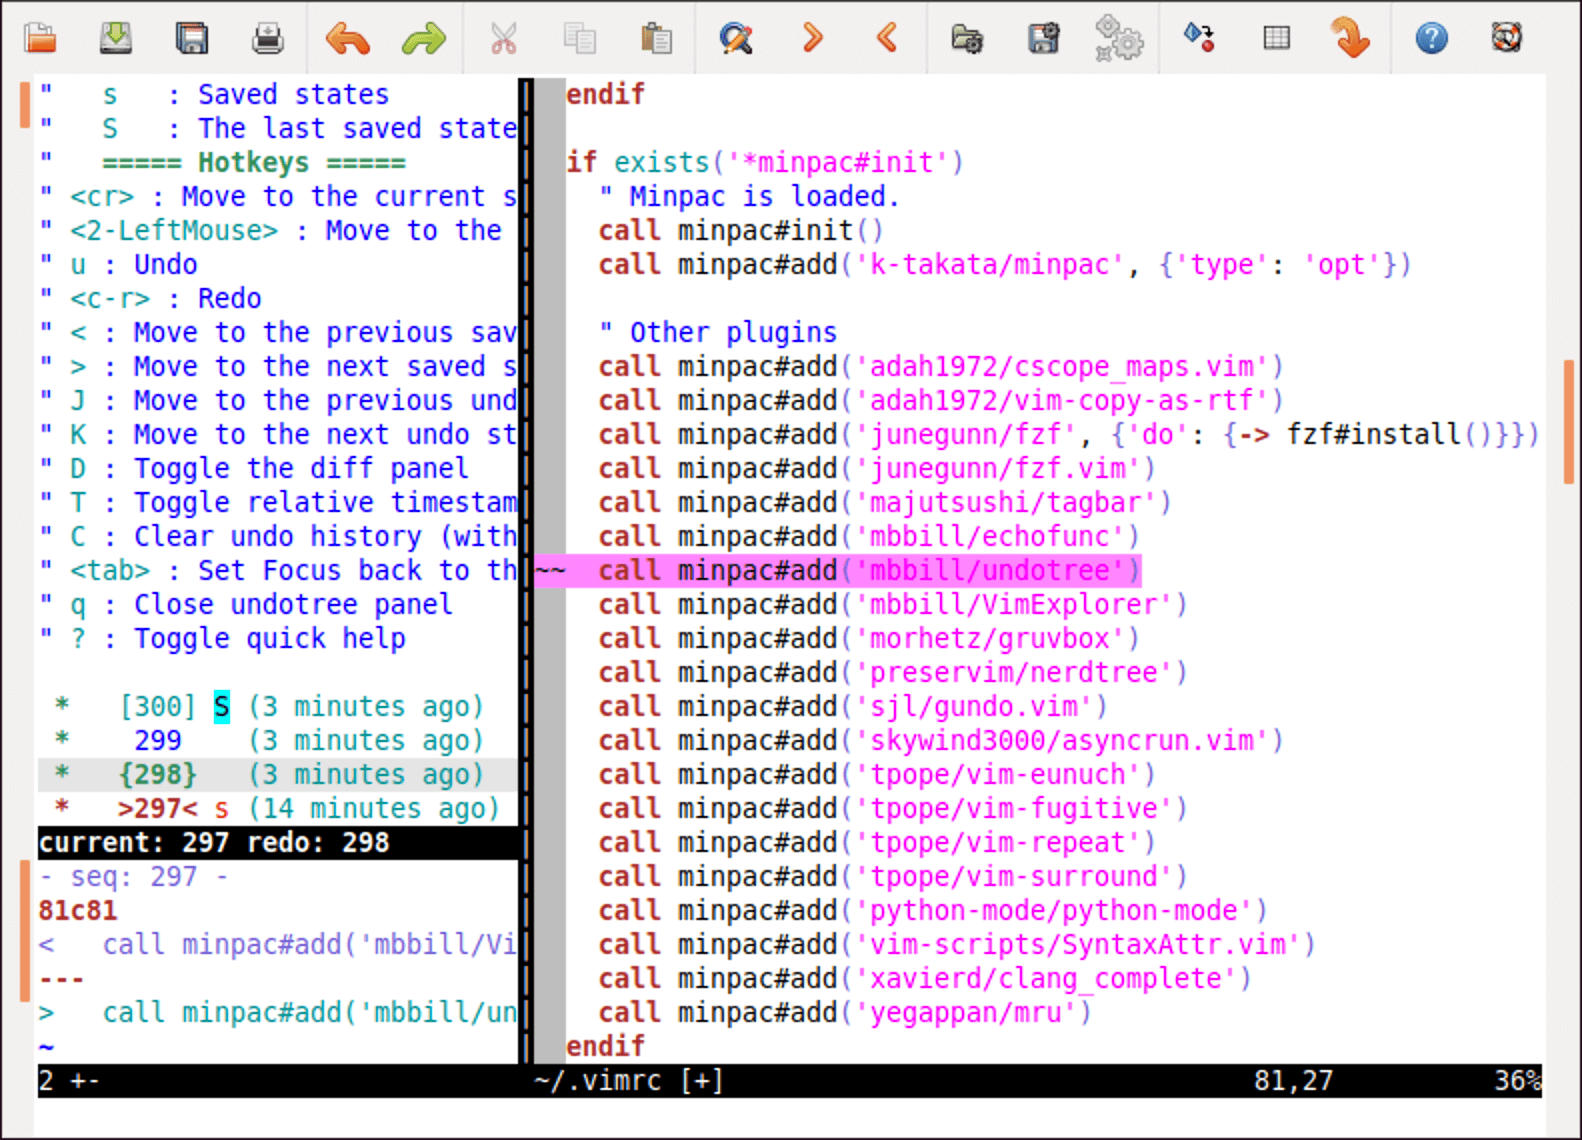 "   s   : Saved states
"   S   : The last saved state
"   ===== Hotkeys =====
" <cr> : Move to the current s
" <2-LeftMouse> : Move to the
" u : Undo
" <c-r> : Redo
" < : Move to the previous sav
" > : Move to the next saved s
" J : Move to the previous und
" K : Move to the next undo st
" D : Toggle the diff panel
" T : Toggle relative timestam
" C : Clear undo history (with
" <tab> : Set Focus back to th
" q : Close undotree panel
" ? : Toggle quick help
 *   [300] S (3 minutes ago)
 *    299    (3 minutes ago)
 *   {298}   (3 minutes ago)
 *   >297< s (14 minutes ago)
current: 297 redo: 298
- seq: 297 -
81c81
<   call minpac#add('mbbill/Vi
---
>   call minpac#add('mbbill/un
~
2 +-
endif
if exists('*minpac#init')
  " Minpac is loaded.
  call minpac#init()
  call minpac#add('k-takata/minpac', {'type': 'opt'})
  " Other plugins
  call minpac#add('adah1972/cscope_maps.vim')
  call minpac#add('adah1972/vim-copy-as-rtf')
  call minpac#add('junegunn/fzf', {'do': {-> fzf#install()}})
  call minpac#add('junegunn/fzf.vim')
  call minpac#add('majutsushi/tagbar')
  call minpac#add('mbbill/echofunc')
~~  call minpac#add('mbbill/undotree')
  call minpac#add('mbbill/VimExplorer')
  call minpac#add('morhetz/gruvbox')
  call minpac#add('preservim/nerdtree')
  call minpac#add('sjl/gundo.vim')
  call minpac#add('skywind3000/asyncrun.vim')
  call minpac#add('tpope/vim-eunuch')
  call minpac#add('tpope/vim-fugitive')
  call minpac#add('tpope/vim-repeat')
  call minpac#add('tpope/vim-surround')
  call minpac#add('python-mode/python-mode')
  call minpac#add('vim-scripts/SyntaxAttr.vim')
  call minpac#add('xavierd/clang_complete')
  call minpac#add('yegappan/mru')
endif
~/.vimrc [+] 81,27 36%